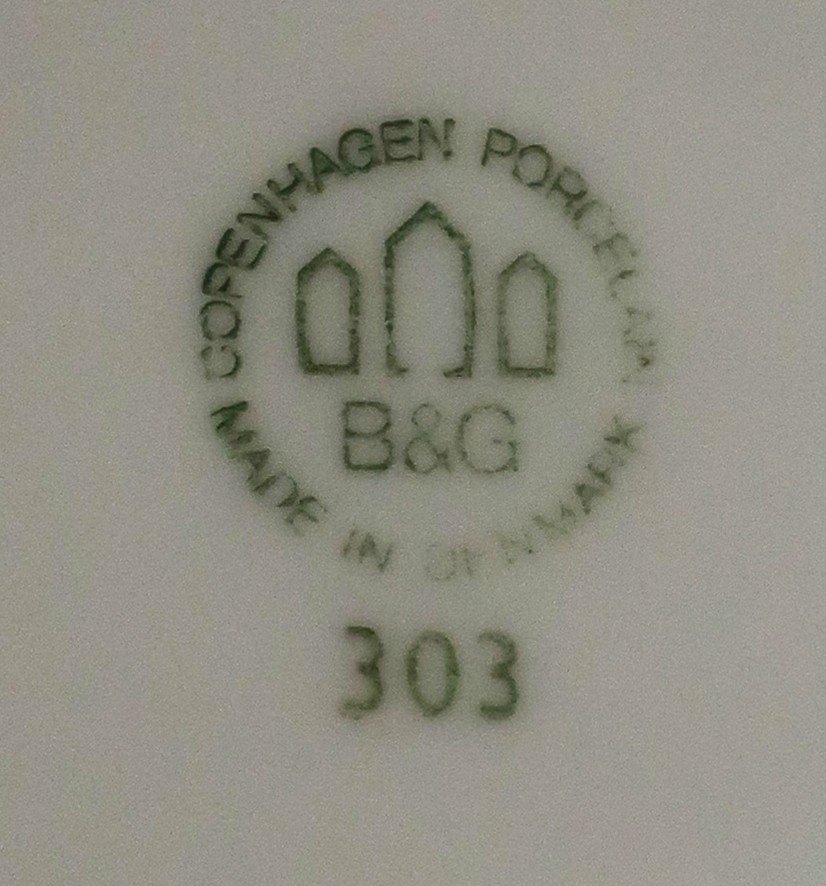 COPENHAGEN PORCELAIN
B&G
MADE IN DENMARK
303